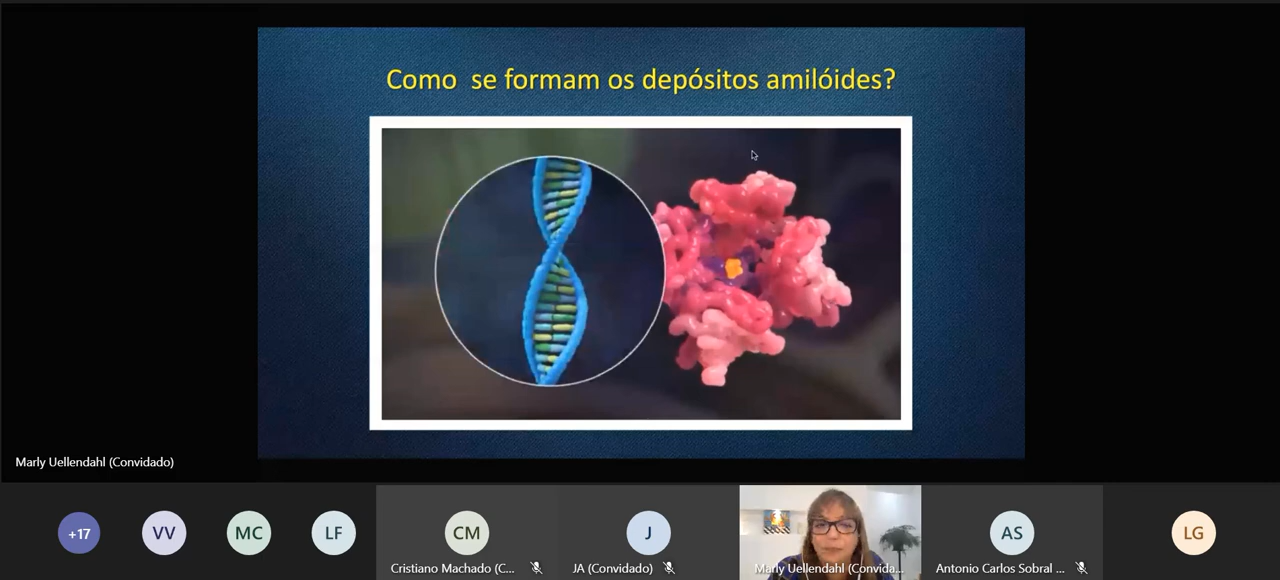 Como se formam os depósitos amilóides?
Marly Uellendahl (Convidado)
+17
VV
MC
LF
CM
J
AS
LG
Cristiano Machado (C...
JA (Convidado)
Marly Uellendahl (Convida...
Antonio Carlos Sobral ...